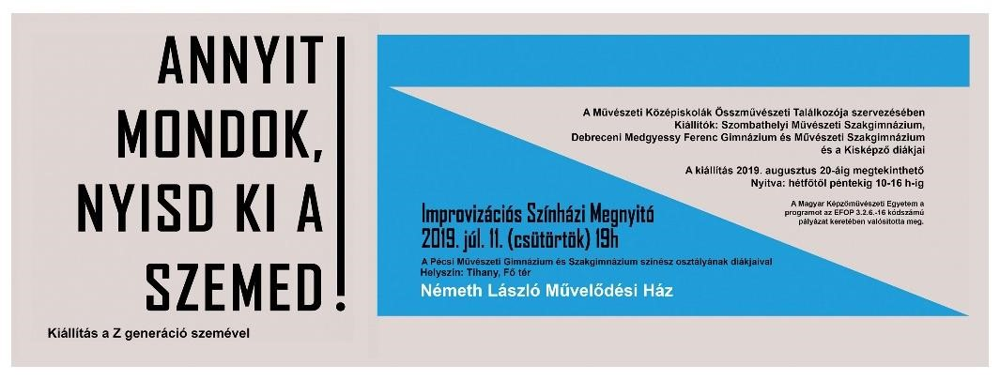 ANNYIT
MONDOK,
NYISD KI A
SZEMED!
Kiállítás a Z generáció szemével
A Művészeti Középiskolák Összművészeti Találkozója szervezésében
Kiállítók: Szombathelyi Művészeti Szakgimnázium,
Debreceni Medgyessy Ferenc Gimnázium és Művészeti Szakgimnázium
és a Kisképző diákjai
A kiállítás 2019. augusztus 20-áig megtekinthető
Nyitva: hétfőtől péntekig 10-16 h-ig
A Magyar Képzőművészeti Egyetem a
programot az EFOP 3.2.6.-16 kódszámú
pályázat keretében valósította meg.
Improvizációs Színházi Megnyitó
2019. júl. 11. (csütörtök) 19h
A Pécsi Művészeti Gimnázium és Szakgimnázium színész osztályának diákjaival
Helyszín: Tihany, Fő tér
Németh László Művelődési Ház